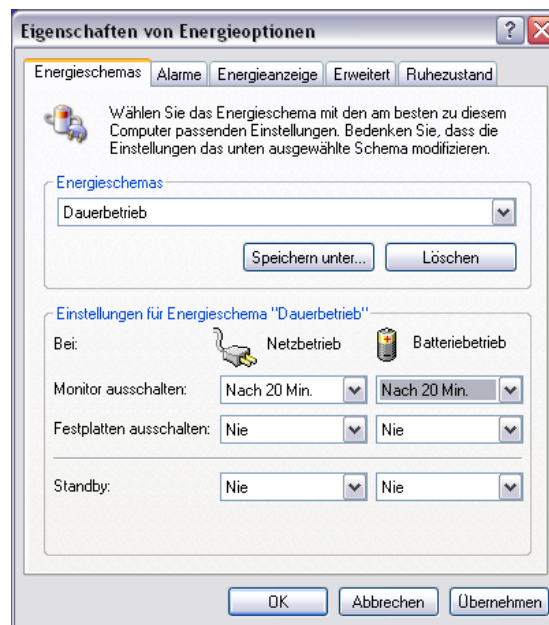 Eigenschaften von Energieoptionen
Energieschemas Alarme Energieanzeige Erweitert Ruhezustand
Wählen Sie das Energieschema mit den am besten zu diesem
Computer passenden Einstellungen. Bedenken Sie, dass die
Einstellungen das unten ausgewählte Schema modifizieren.
Energieschemas
Dauerbetrieb
Speichern unter... Löschen
Einstellungen für Energieschema "Dauerbetrieb"
Bei: Netzbetrieb Batteriebetrieb
Monitor ausschalten: Nach 20 Min. Nach 20 Min.
Festplatten ausschalten: Nie Nie
Standby: Nie Nie
OK Abbrechen Übernehmen